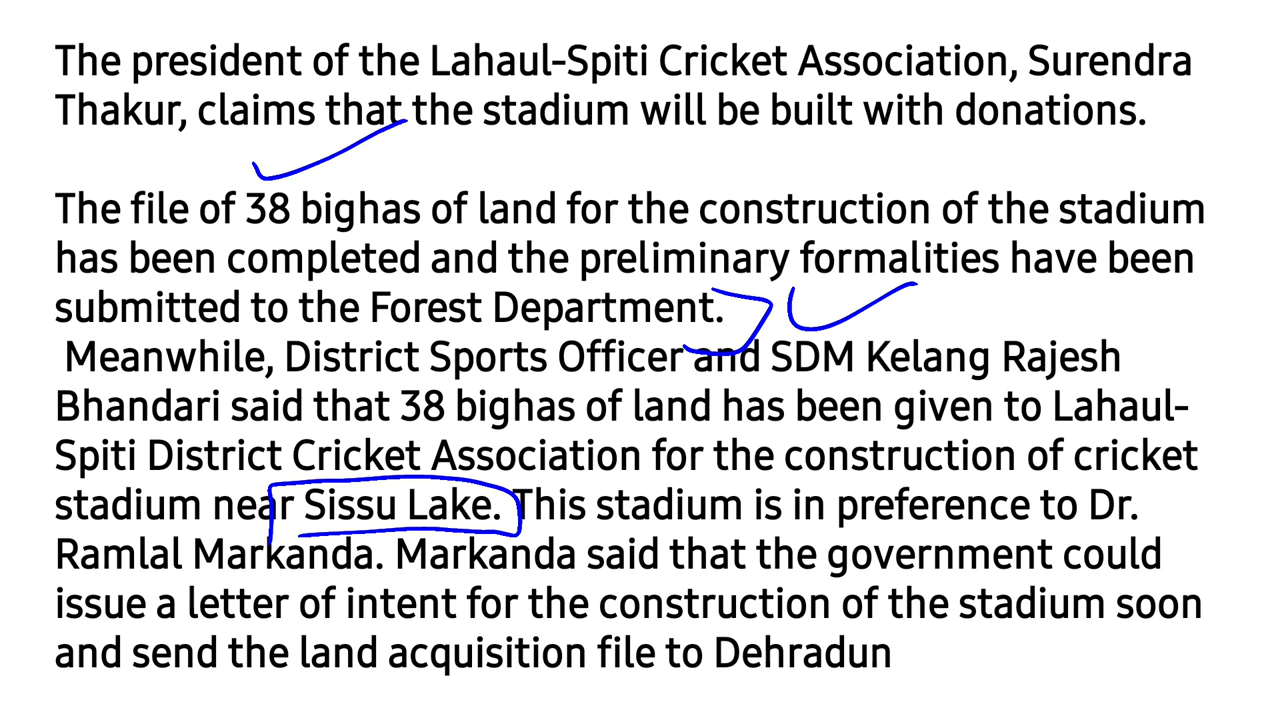 The president of the Lahaul-Spiti Cricket Association, Surendra
Thakur, claims that the stadium will be built with donations.
The file of 38 bighas of land for the construction of the stadium
has been completed and the preliminary formalities have been
submitted to the Forest Department.
Meanwhile, District Sports Officer and SDM Kelang Rajesh
Bhandari said that 38 bighas of land has been given to Lahaul-
Spiti District Cricket Association for the construction of cricket
stadium near Sissu Lake. This stadium is in preference to Dr.
Ramlal Markanda. Markanda said that the government could
issue a letter of intent for the construction of the stadium soon
and send the land acquisition file to Dehradun